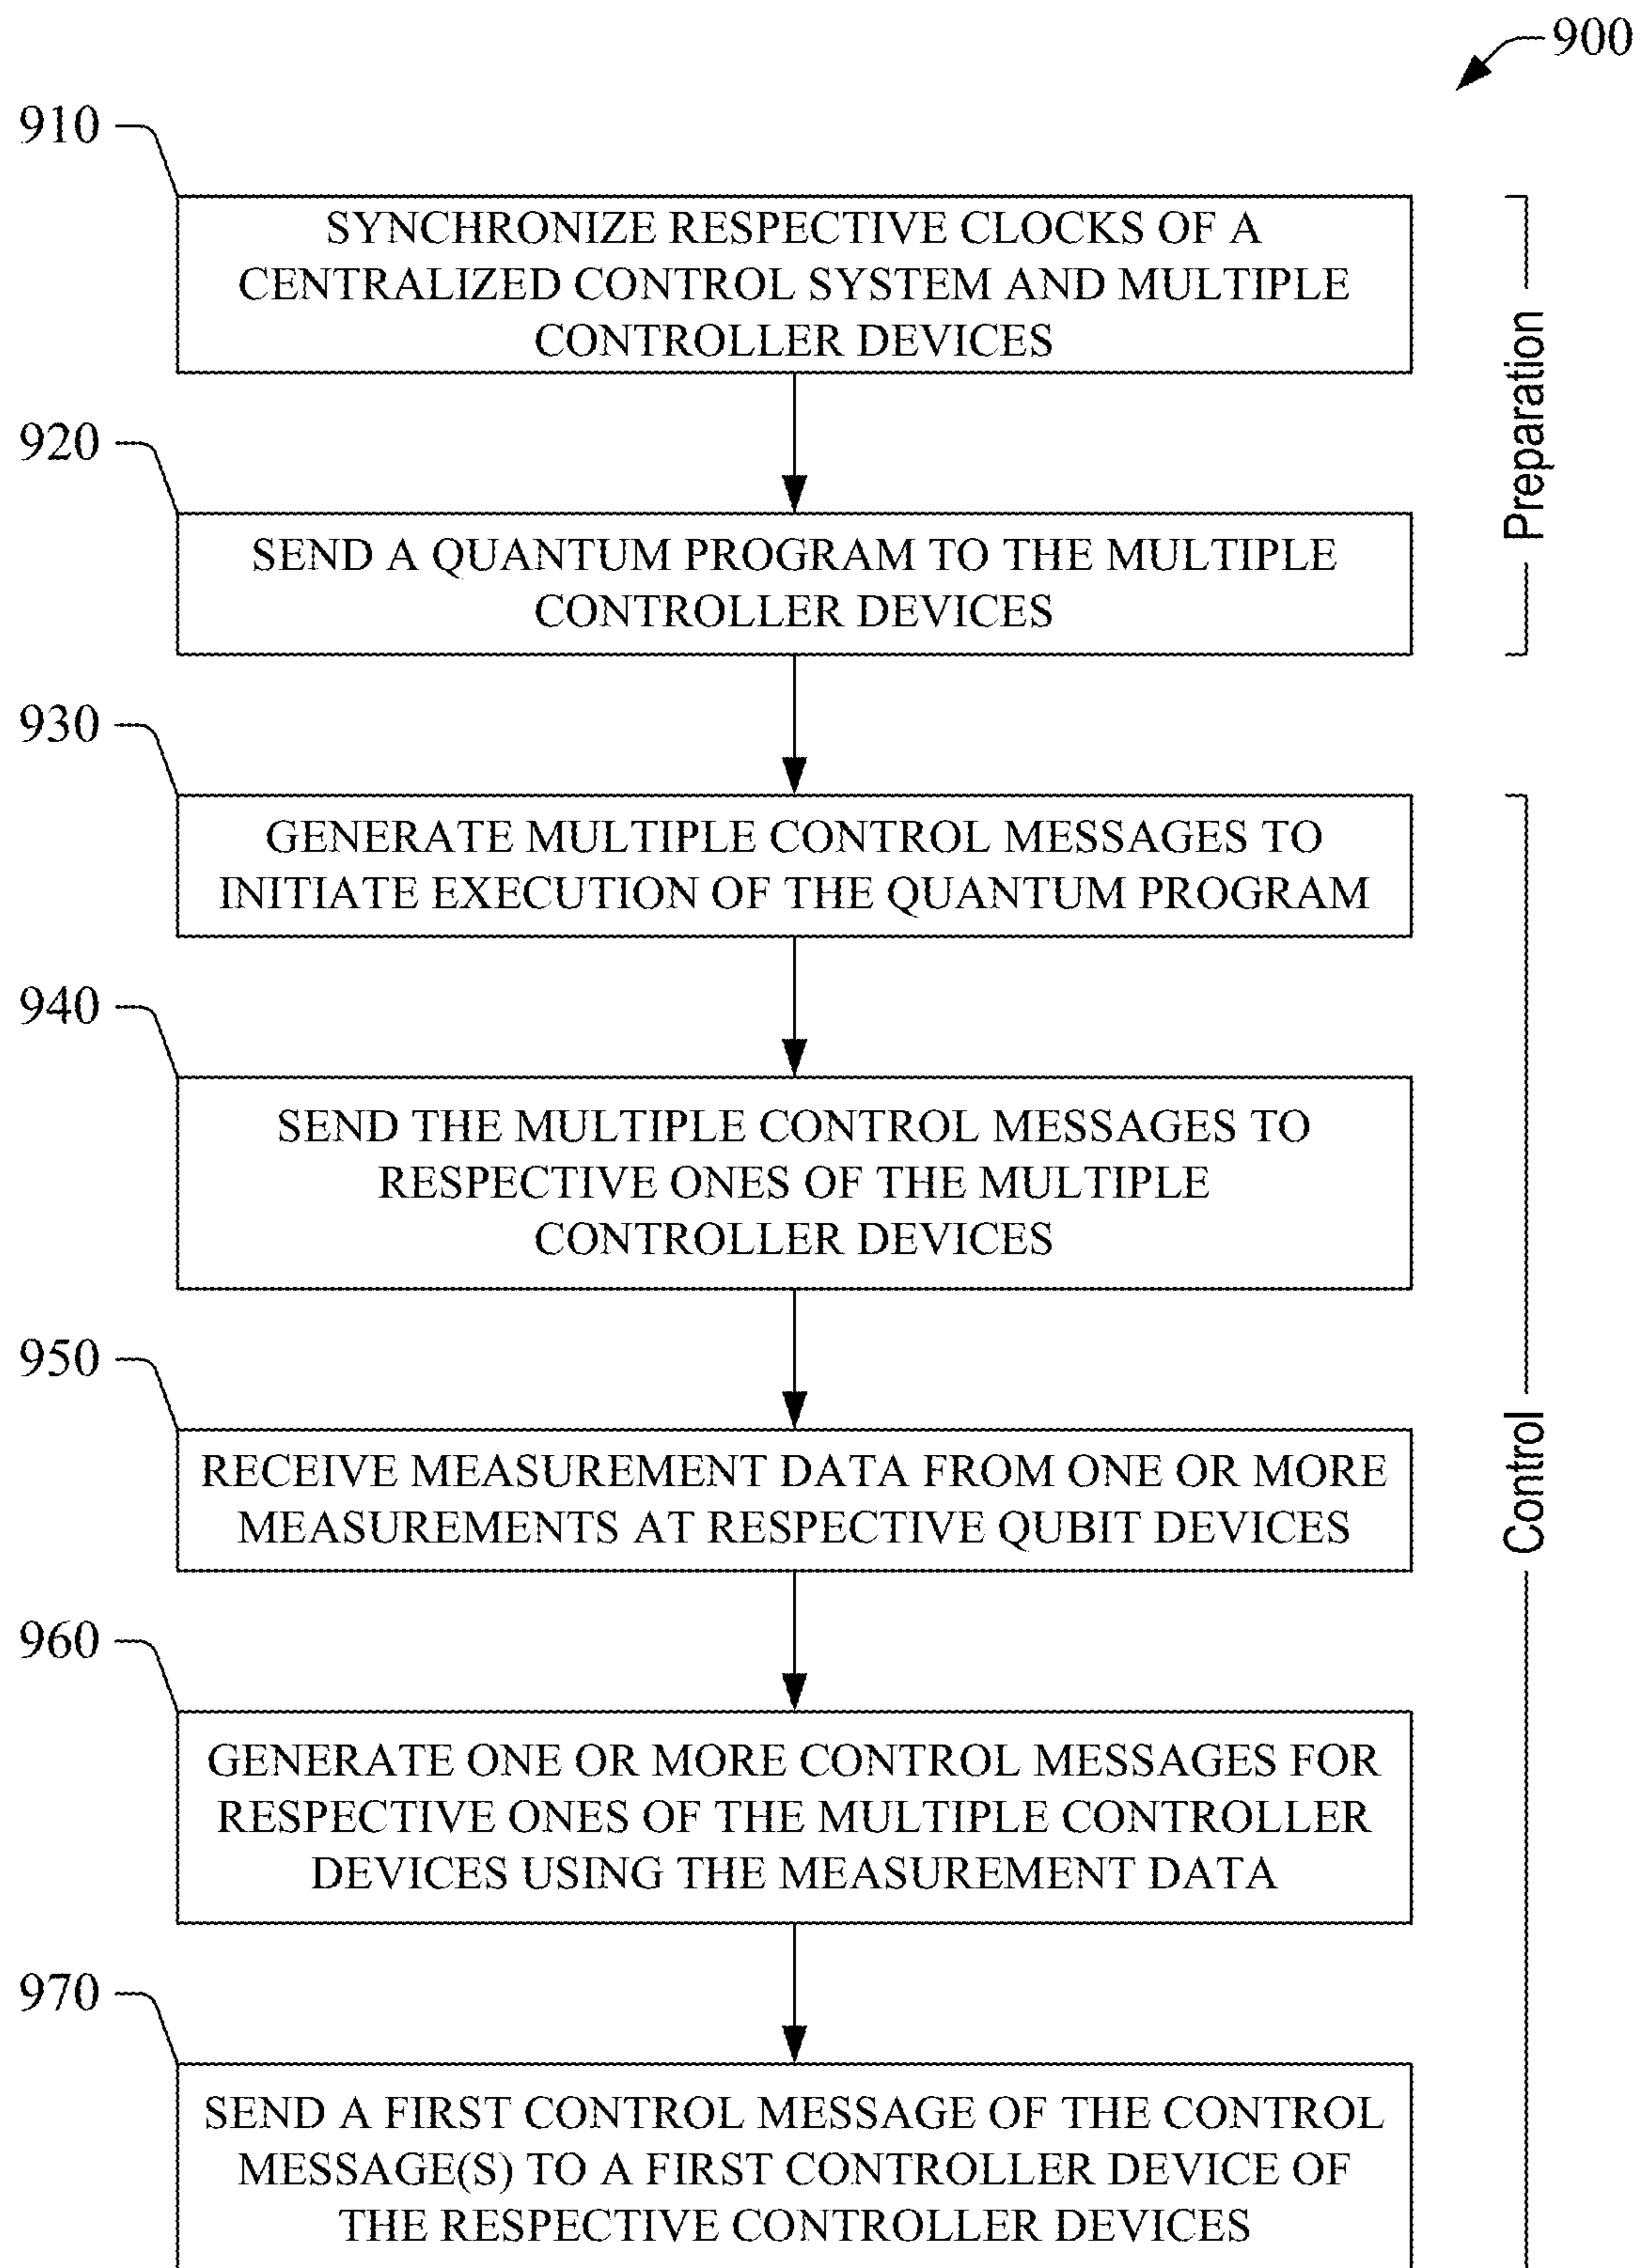 900
910
SYNCHRONIZE RESPECTIVE CLOCKS OF A
CENTRALIZED CONTROL SYSTEM AND MULTIPLE
CONTROLLER DEVICES
920
SEND A QUANTUM PROGRAM TO THE MULTIPLE
CONTROLLER DEVICES
Preparation
930
GENERATE MULTIPLE CONTROL MESSAGES TO
INITIATE EXECUTION OF THE QUANTUM PROGRAM
940
SEND THE MULTIPLE CONTROL MESSAGES TO
RESPECTIVE ONES OF THE MULTIPLE
CONTROLLER DEVICES
950
RECEIVE MEASUREMENT DATA FROM ONE OR MORE
MEASUREMENTS AT RESPECTIVE QUBIT DEVICES
Control
960
GENERATE ONE OR MORE CONTROL MESSAGES FOR
RESPECTIVE ONES OF THE MULTIPLE CONTROLLER
DEVICES USING THE MEASUREMENT DATA
970
SEND A FIRST CONTROL MESSAGE OF THE CONTROL
MESSAGE(S) TO A FIRST CONTROLLER DEVICE OF
THE RESPECTIVE CONTROLLER DEVICES